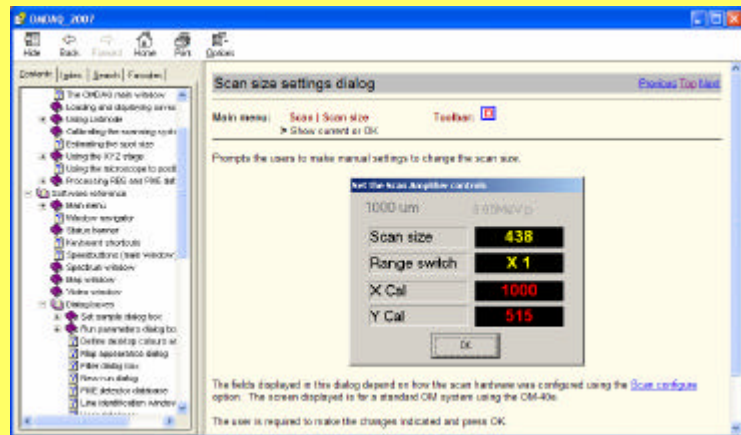 OMDAQ_2007
Hide Back Forward Home Print Options
Contents Index Search Favorites
The OMDAQ main window
Loading and displaying
Using Listmode
Calibrating the scanning
Estimating the spot size
Using the XYZ stage
Using the microscope to
Processing RBS and PIXE
Software reference
Main menu
Window navigator
Status banner
Keyboard shortcuts
Speedbuttons (main window)
Spectrum window
Map window
Video window
Dialog boxes
Set sample dialog box
Run parameters dialog
Define desktop colours
Map appearance dialog
Filter dialog box
New run dialog
PIXE detector database
Line identification window
Scan size settings dialog
Previous Top Next
Main menu: Scan | Scan size Toolbar:
Show current or OK
Prompts the users to make manual settings to change the scan size.
Set the Scan Amplifier controls
1000 um
Scan size 438
Range switch X 1
X Cal 1000
Y Cal 515
OK
The fields displayed in this dialog depend on how the scan hardware was configured using the Scan configure
option. The screen displayed is for a standard OM system using the OM-40e.
The user is required to make the changes indicated and press OK.